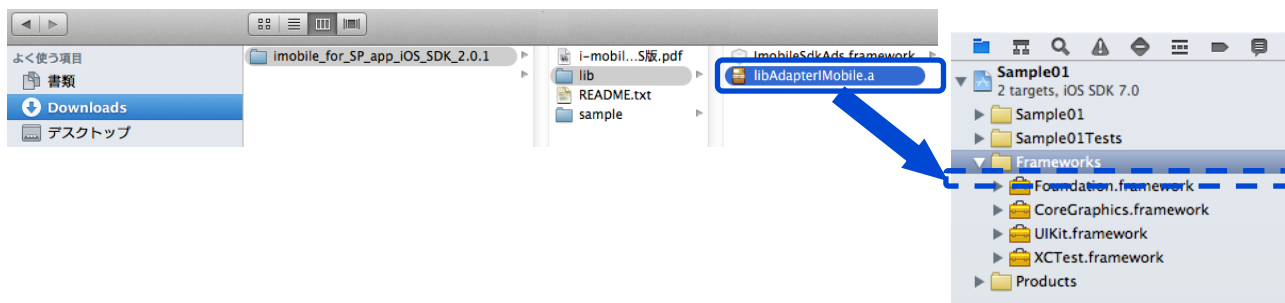 よく使う項目
書類
Downloads
デスクトップ
imobile_for_SP_app_iOS_SDK_2.0.1
i-mobil...S版.pdf
lib
README.txt
sample
ImobileSdkAds.framework
libAdapterIMobile.a
Sample01
2 targets, iOS SDK 7.0
Sample01
Sample01Tests
Frameworks
Foundation.framework
CoreGraphics.framework
UIKit.framework
XCTest.framework
Products